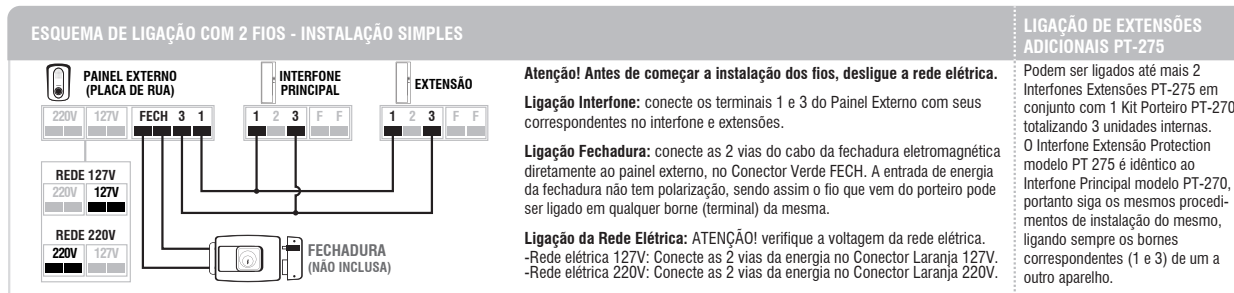 ESQUEMA DE LIGAÇÃO COM 2 FIOS - INSTALAÇÃO SIMPLES
PAINEL EXTERNO
(PLACA DE RUA)
INTERFONE
PRINCIPAL
EXTENSÃO
220V 127V FECH 3 1
1 2 3 F F
1 2 3 F F
REDE 127V
220V 127V
REDE 220V
220V 127V
FECHADURA
(NÃO INCLUSA)
Atenção! Antes de começar a instalação dos fios, desligue a rede elétrica.
Ligação Interfone: conecte os terminais 1 e 3 do Painel Externo com seus
correspondentes no interfone e extensões.
Ligação Fechadura: conecte as 2 vias do cabo da fechadura eletromagnética
diretamente ao painel externo, no Conector Verde FECH. A entrada de energia
da fechadura não tem polarização, sendo assim o fio que vem do porteiro pode
ser ligado em qualquer borne (terminal) da mesma.
Ligação da Rede Elétrica: ATENÇÃO! verifique a voltagem da rede elétrica.
-Rede elétrica 127V: Conecte as 2 vias da energia no Conector Laranja 127V.
-Rede elétrica 220V: Conecte as 2 vias da energia no Conector Laranja 220V.
LIGAÇÃO DE EXTENSÕES
ADICIONAIS PT-275
Podem ser ligados até mais 2
Interfones Extensões PT-275 em
conjunto com 1 Kit Porteiro PT-270
totalizando 3 unidades internas.
O Interfone Extensão Protection
modelo PT 275 é idêntico ao
Interfone Principal modelo PT-270,
portanto siga os mesmos procedi-
mentos de instalação do mesmo,
ligando sempre os bornes
correspondentes (1 e 3) de um a
outro aparelho.